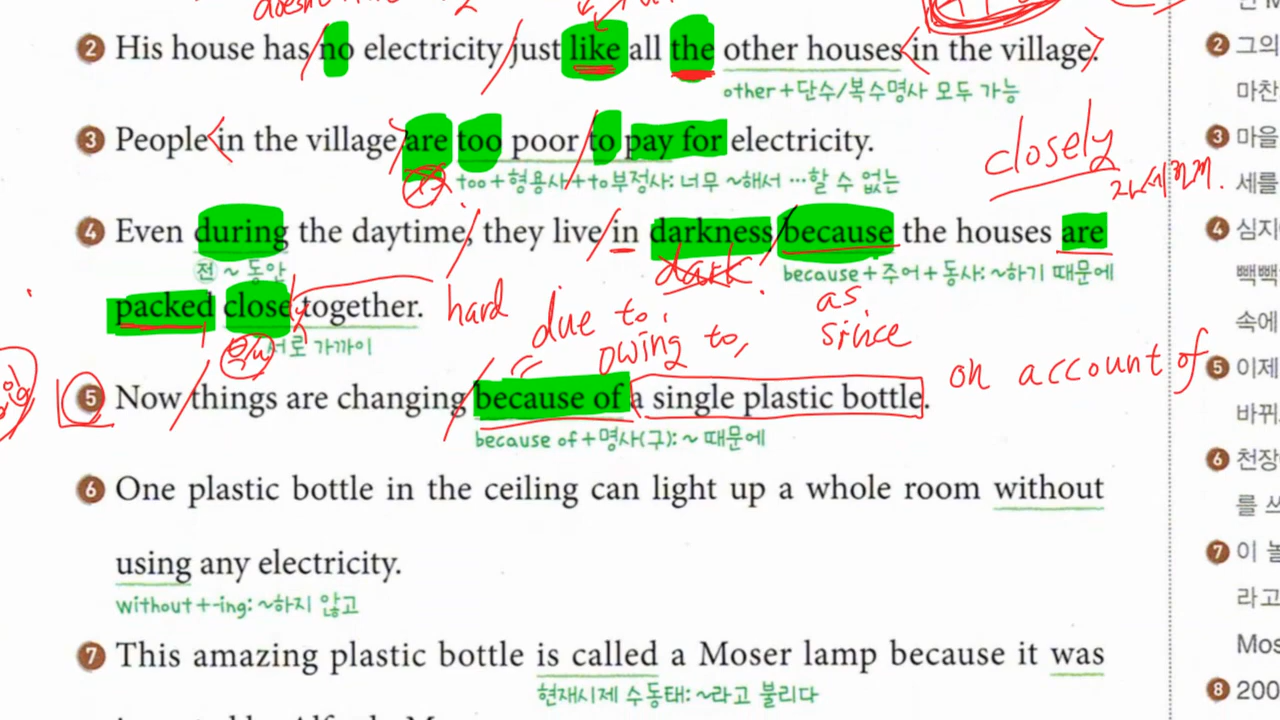 doesn't
② His house has no electricity just like all the other houses in the village.
other+단수/복수명사 모두 가능
③ People in the village are too poor to pay for electricity.
too+형용사+to부정사: 너무 ~해서 …할 수 없는
closely
④ Even during the daytime, they live in darkness because the houses are
전 ~ 동안
dark
because+주어+동사: ~하기 때문에
packed close together.
서로 가까이
hard
due to,
owing to,
as
since
⑤ Now things are changing because of a single plastic bottle.
on account of
because of+명사(구): ~ 때문에
⑥ One plastic bottle in the ceiling can light up a whole room without
using any electricity.
without+-ing: ~하지 않고
⑦ This amazing plastic bottle is called a Moser lamp because it was
현재시제 수동태: ~라고 불리다
② 그의
마찬
③ 마을
세를
④ 심지
빽빽
속에
⑤ 이제
바뀌
⑥ 천장
를 쓰
⑦ 이 놀
라고
Mos
⑧ 200